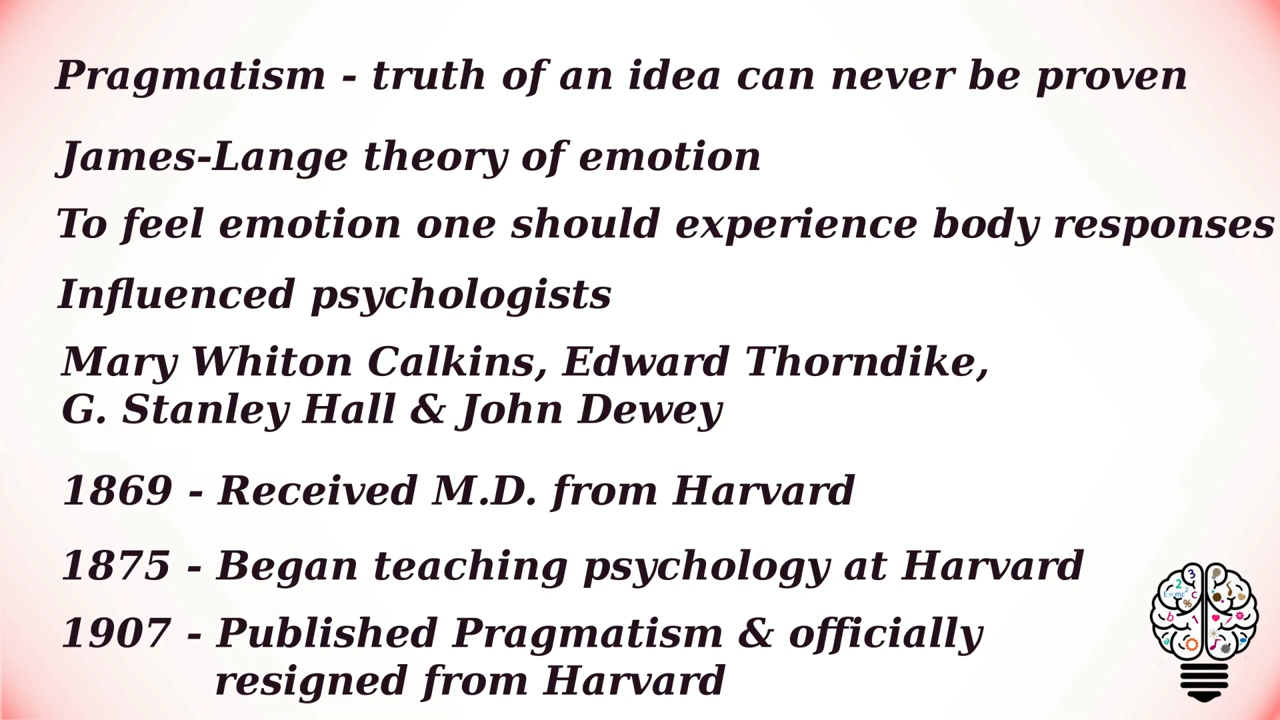 Pragmatism - truth of an idea can never be proven
James-Lange theory of emotion
To feel emotion one should experience body responses
Influenced psychologists
Mary Whiton Calkins, Edward Thorndike,
G. Stanley Hall & John Dewey
1869 - Received M.D. from Harvard
1875 - Began teaching psychology at Harvard
1907 - Published Pragmatism & officially
resigned from Harvard